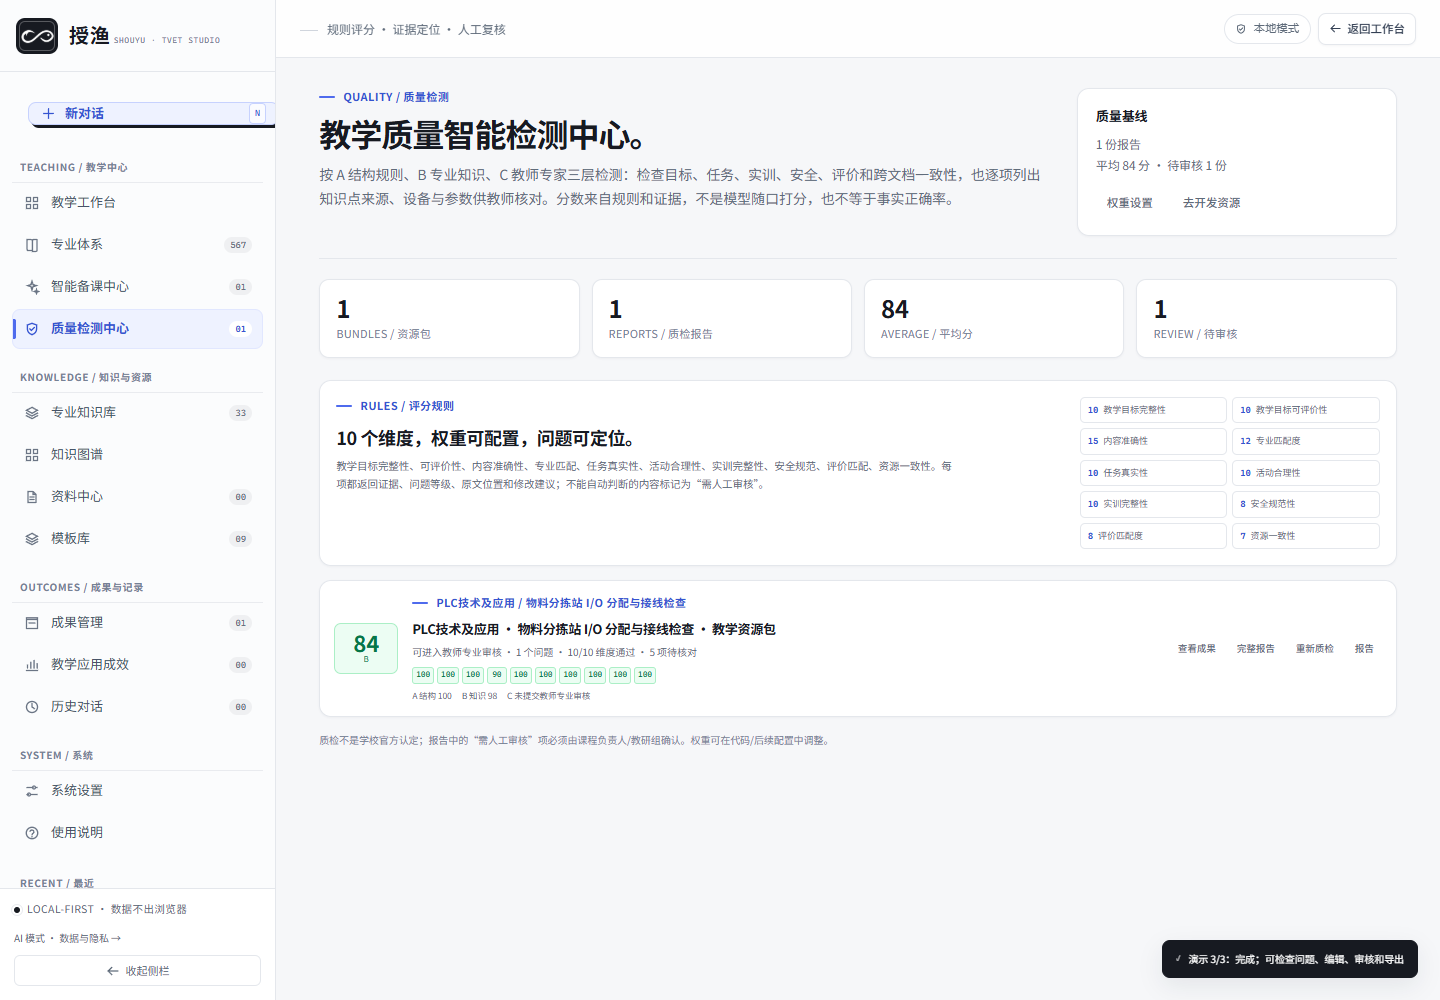 授渔 SHOUYU · TVET STUDIO
新对话 N
TEACHING / 教学中心
教学工作台
专业体系 567
智能备课中心 01
质量检测中心 01
KNOWLEDGE / 知识与资源
专业知识库 33
知识图谱
资料中心 00
模板库 09
OUTCOMES / 成果与记录
成果管理 01
教学应用成效 00
历史对话 00
SYSTEM / 系统
系统设置
使用说明
RECENT / 最近
LOCAL-FIRST · 数据不出浏览器
AI 模式 · 数据与隐私 →
← 收起侧栏
规则评分 · 证据定位 · 人工复核
本地模式
← 返回工作台
QUALITY / 质量检测
教学质量智能检测中心。
按 A 结构规则、B 专业知识、C 教师专家三层检测：检查目标、任务、实训、安全、评价和跨文档一致性，也逐项列出
知识点来源、设备与参数供教师核对。分数来自规则和证据，不是模型随口打分，也不等于事实正确率。
质量基线
1 份报告
平均 84 分 · 待审核 1 份
权重设置 去开发资源
1
BUNDLES / 资源包
1
REPORTS / 质检报告
84
AVERAGE / 平均分
1
REVIEW / 待审核
RULES / 评分规则
10 个维度，权重可配置，问题可定位。
教学目标完整性、可评价性、内容准确性、专业匹配、任务真实性、活动合理性、实训完整性、安全规范、评价匹配、资源一致性。每
项都返回证据、问题等级、原文位置和修改建议；不能自动判断的内容标记为“需人工审核”。
10 教学目标完整性 10 教学目标可评价性
15 内容准确性 12 专业匹配度
10 任务真实性 10 活动合理性
10 实训完整性 8 安全规范性
8 评价匹配度 7 资源一致性
84
B
PLC技术及应用 / 物料分拣站 I/O 分配与接线检查
PLC技术及应用 · 物料分拣站 I/O 分配与接线检查 · 教学资源包
可进入教师专业审核 · 1 个问题 · 10/10 维度通过 · 5 项待核对
100 100 100 90 100 100 100 100 100 100
A 结构 100 B 知识 98 C 未提交教师专业审核
查看成果 完整报告 重新质检 报告
质检不是学校官方认定；报告中的“需人工审核”项必须由课程负责人/教研组确认。权重可在代码/后续配置中调整。
✓ 演示 3/3：完成；可检查问题、编辑、审核和导出